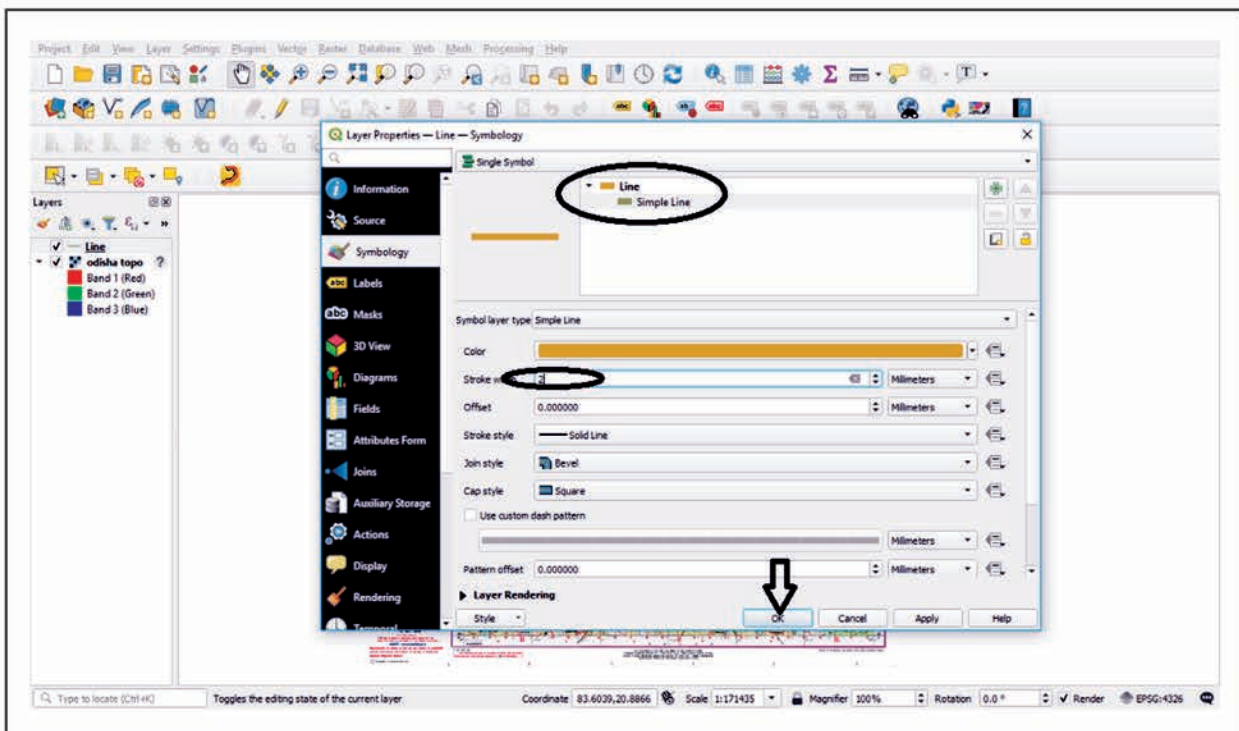 Project Edit View Layer Settings Plugins Vector Raster Database Web Mesh Processing Help
Layer Properties — Line — Symbology
Single Symbol
Information
Line
Simple Line
Source
Symbology
Layers
Line
odisha topo ?
Band 1 (Red)
Band 2 (Green)
Band 3 (Blue)
abc Labels
abc Masks
3D View
Diagrams
Fields
Attributes Form
Joins
Auxiliary Storage
Actions
Display
Rendering
Temporal
Symbol layer type Simple Line
Color
Stroke 2 Millimeters
Offset 0.000000 Millimeters
Stroke style Solid Line
Join style Bevel
Cap style Square
Use custom dash pattern
Millimeters
Pattern offset 0.000000 Millimeters
Layer Rendering
Style OK Cancel Apply Help
Type to locate (Ctrl+K) Toggles the editing state of the current layer Coordinate 83.6039,20.8866 Scale 1:171435 Magnifier 100% Rotation 0.0 ° Render EPSG:4326